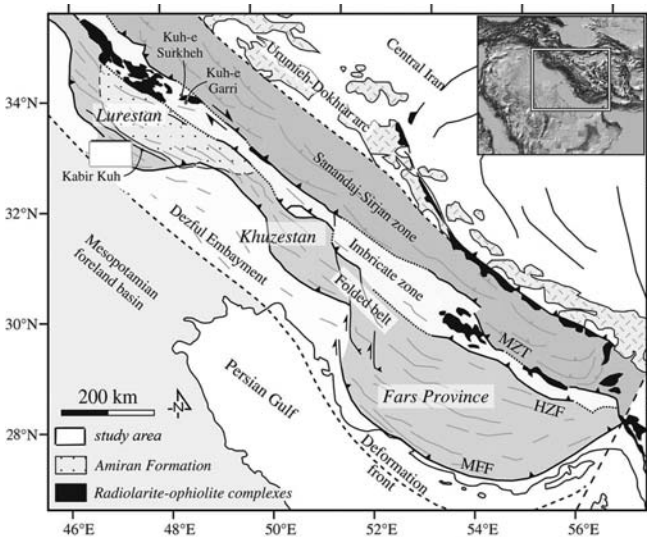 Kuh-e
Surkheh
Kuh-e
Garri
Urumieh-Dokhtar arc
Central Iran
34°N
Lurestan
Kabir Kuh
Sanandaj-Sirjan zone
32°N
Mesopotamian
foreland basin
Dezful Embayment
Khuzestan
Imbricate zone
Folded belt
30°N
MZT
Persian Gulf
200 km
N
Fars Province
HZF
28°N
MFF
Deformation
front
study area
Amiran Formation
Radiolarite-ophiolite complexes
46°E
48°E
50°E
52°E
54°E
56°E